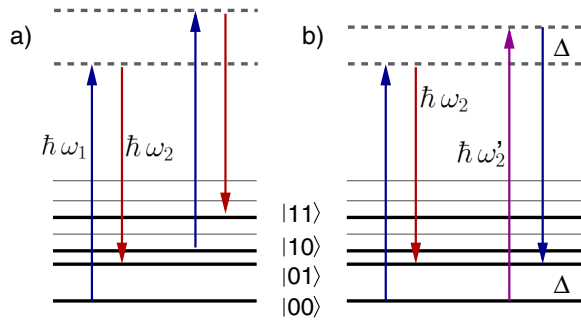 a)
b)
Δ
ħ ω₁
ħ ω₂
ħ ω₂
ħ ω₂'
|11⟩
|10⟩
|01⟩
Δ
|00⟩